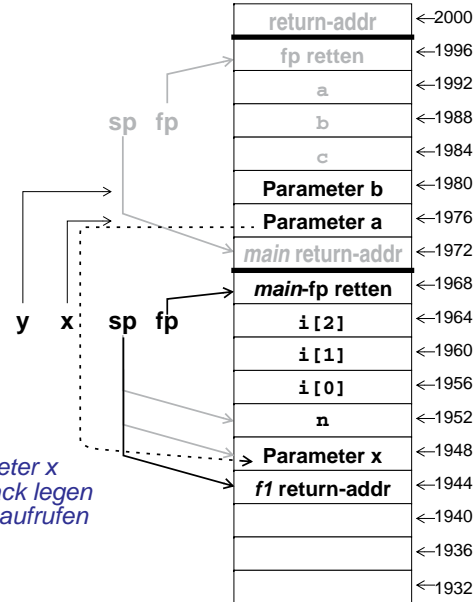 return-addr ←2000
fp retten ←1996
a ←1992
sp fp b ←1988
c ←1984
Parameter b ←1980
Parameter a ←1976
main return-addr ←1972
main-fp retten ←1968
y x sp fp i[2] ←1964
i[1] ←1960
i[0] ←1956
n ←1952
Parameter x ←1948
f1 return-addr ←1944
←1940
←1936
←1932
eter x
ck legen
aufrufen